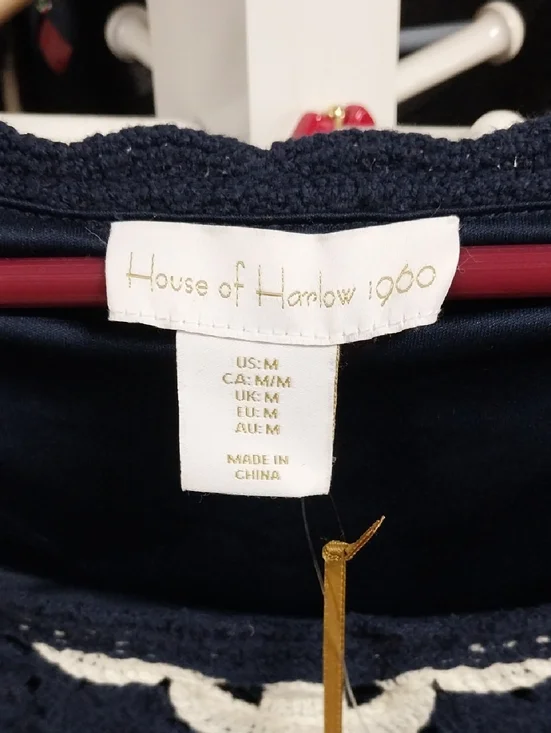 House of Harlow 1960
US: M
CA: M/M
UK: M
EU: M
AU: M
MADE IN
CHINA